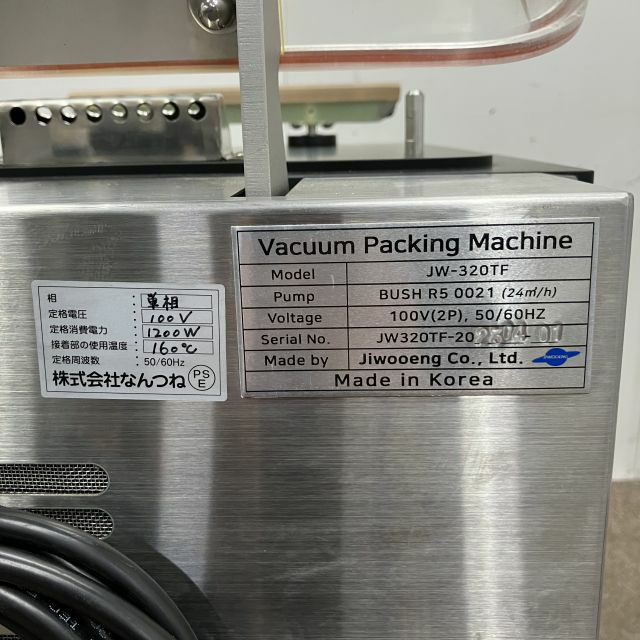 相 : 単相
定格電圧 : 100V
定格消費電力 : 1200W
接着部の使用温度 : 160℃
定格周波数 : 50/60Hz
株式会社なんつね PSE
Vacuum Packing Machine
Model JW-320TF
Pump BUSH R5 0021 (24㎥/h)
Voltage 100V(2P), 50/60HZ
Serial No. JW320TF-20
Made by Jiwooeng Co., Ltd. JIWOOENG
Made in Korea